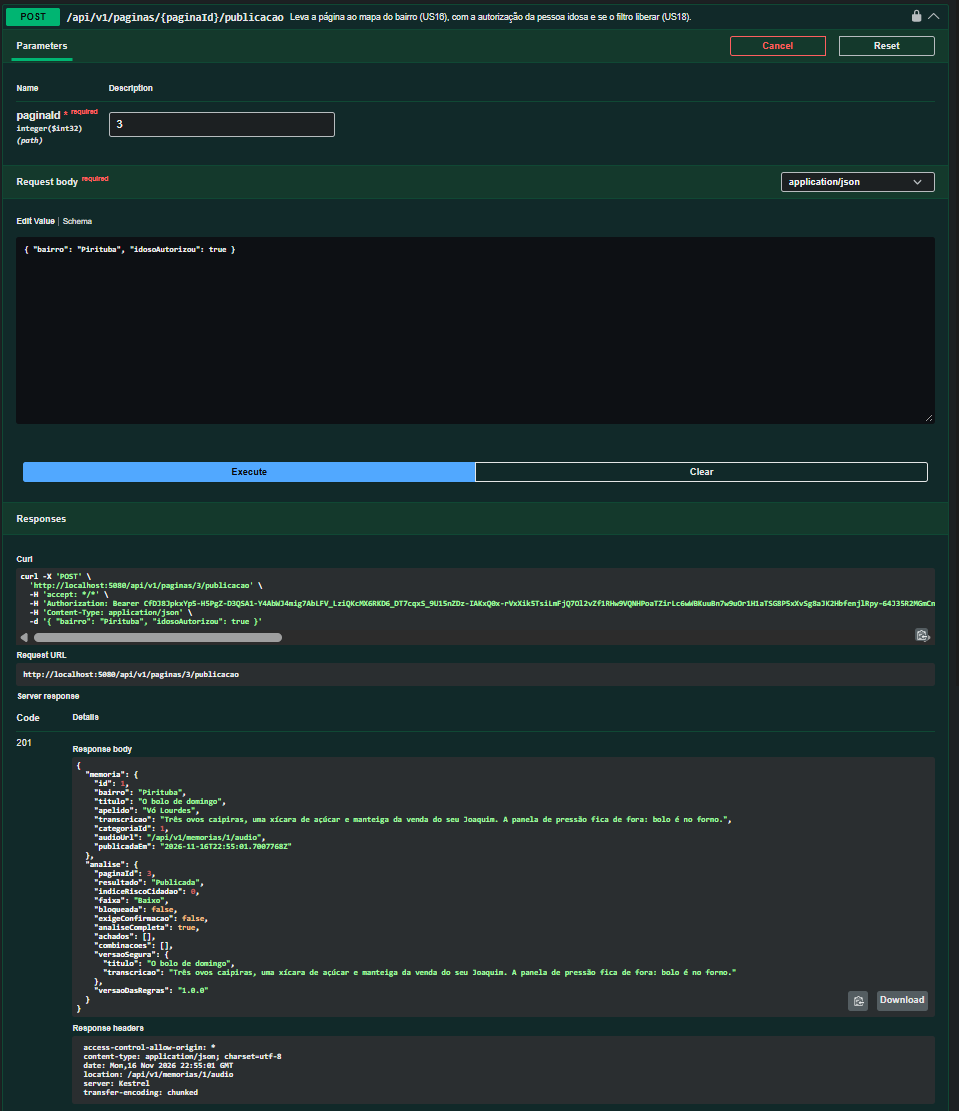 POST /api/v1/paginas/{paginaId}/publicacao Leva a página ao mapa do bairro (US16), com a autorização da pessoa idosa e se o filtro liberar (US18).
Parameters
Cancel
Reset
Name
Description
paginaId * required
integer($int32)
(path)
3
Request body required
application/json
Edit Value | Schema
{ "bairro": "Pirituba", "idosoAutorizou": true }
Execute
Clear
Responses
Curl
curl -X 'POST' \
'http://localhost:5080/api/v1/paginas/3/publicacao' \
-H 'accept: */*' \
-H 'Authorization: Bearer
-H 'Content-Type: application/json' \
-d '{ "bairro": "Pirituba", "idosoAutorizou": true }'
Request URL
http://localhost:5080/api/v1/paginas/3/publicacao
Server response
Code
Details
201
Response body
{
"memoria": {
"id": 1,
"bairro": "Pirituba",
"titulo": "O bolo de domingo",
"apelido": "Vó Lourdes",
"transcricao": "Três ovos caipiras, uma xícara de açúcar e manteiga da venda do seu Joaquim. A panela de pressão fica de fora: bolo é no forno.",
"categoriaId": 1,
"audioUrl": "/api/v1/memorias/1/audio",
"publicadaEm": "2026-11-16T22:55:01.7007768Z"
},
"analise": {
"paginaId": 3,
"resultado": "Publicada",
"indiceRiscoCidadao": 0,
"faixa": "Baixo",
"bloqueada": false,
"exigeConfirmacao": false,
"analiseCompleta": true,
"achados": [],
"combinacoes": [],
"versaoSegura": {
"titulo": "O bolo de domingo",
"transcricao": "Três ovos caipiras, uma xícara de açúcar e manteiga da venda do seu Joaquim. A panela de pressão fica de fora: bolo é no forno."
},
"versaoDasRegras": "1.0.0"
}
}
Download
Response headers
access-control-allow-origin: *
content-type: application/json; charset=utf-8
date: Mon,16 Nov 2026 22:55:01 GMT
location: /api/v1/memorias/1/audio
server: Kestrel
transfer-encoding: chunked